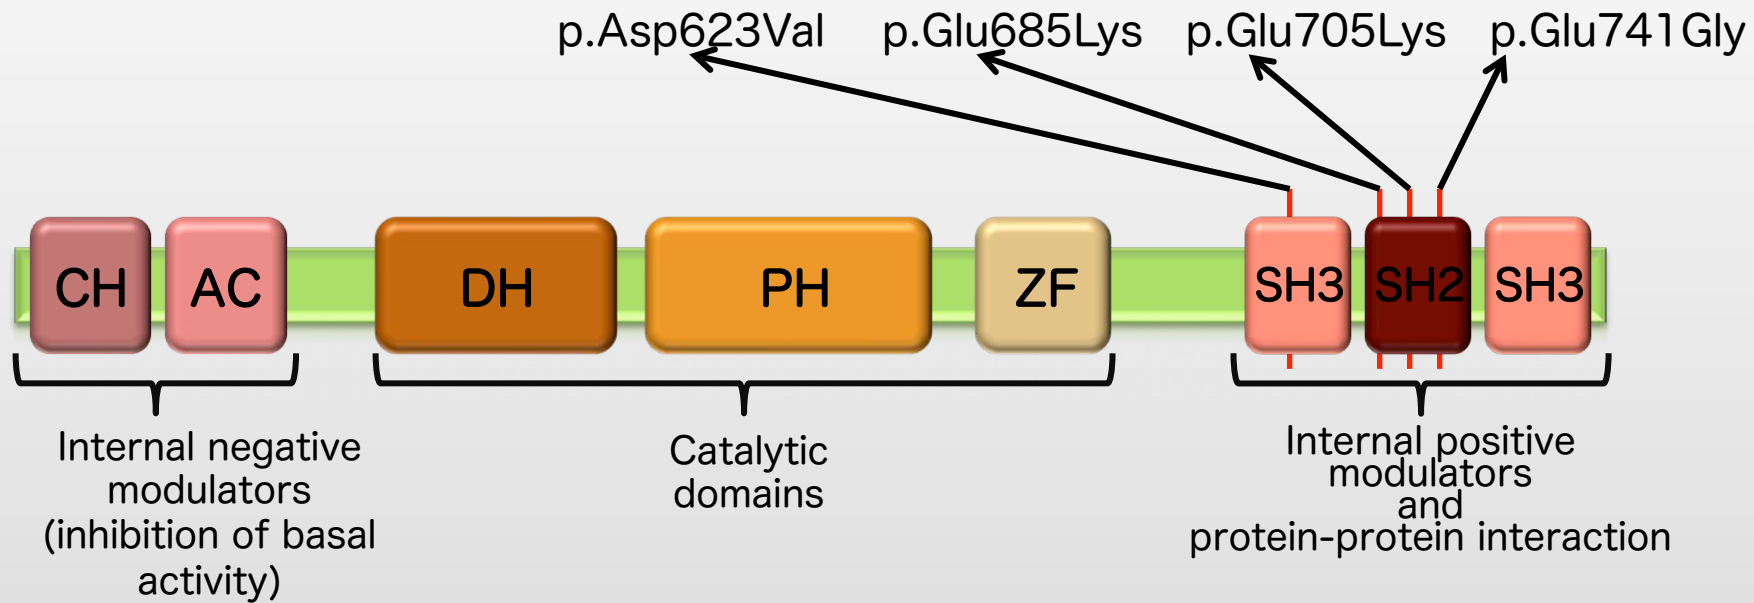 p.Asp623Val p.Glu685Lys p.Glu705Lys p.Glu741Gly
CH AC DH PH ZF SH3 SH2 SH3
Internal negative
modulators
(inhibition of basal
activity)
Catalytic
domains
Internal positive
modulators
and
protein-protein interaction